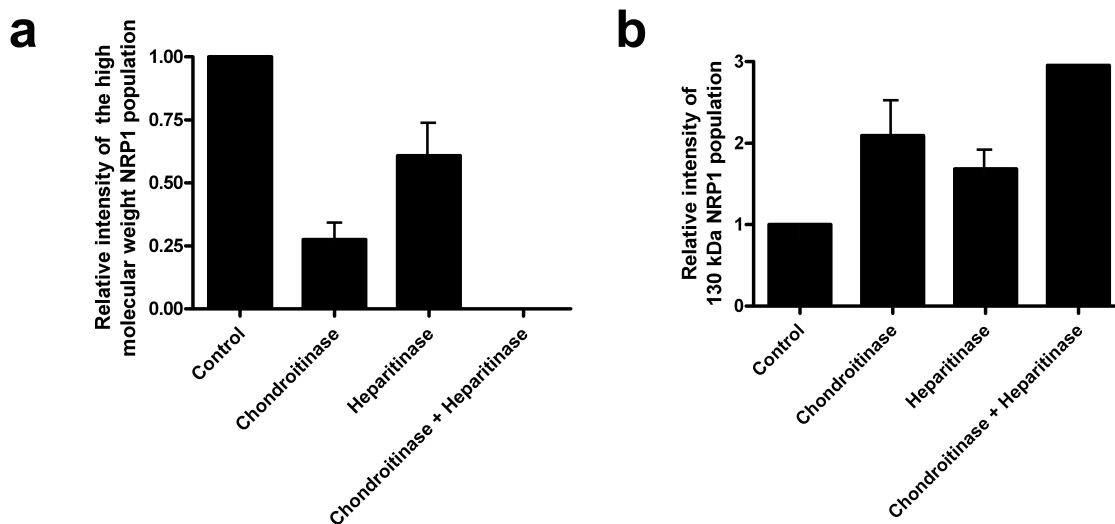 a
Relative intensity of the high
molecular weight NRP1 population
1.00
0.75
0.50
0.25
0.00
Control
Chondroitinase
Heparitinase
Chondroitinase + Heparitinase
b
Relative intensity of
130 kDa NRP1 population
3
2
1
0
Control
Chondroitinase
Heparitinase
Chondroitinase + Heparitinase